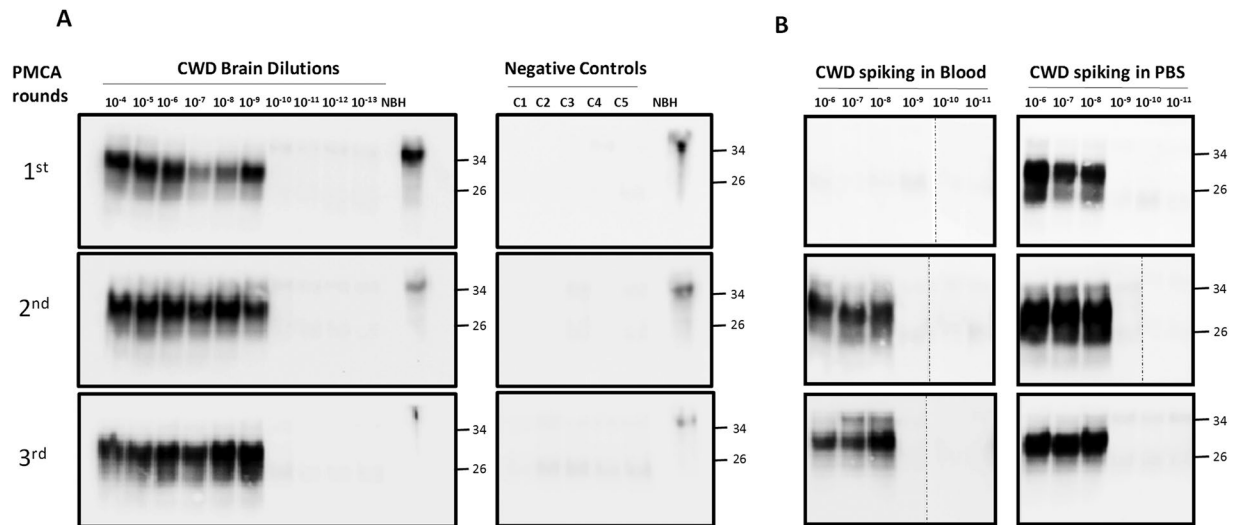 A
B
PMCA rounds
CWD Brain Dilutions
Negative Controls
CWD spiking in Blood
CWD spiking in PBS
10-4 10-5 10-6 10-7 10-8 10-9 10-10 10-11 10-12 10-13 NBH
C1 C2 C3 C4 C5 NBH
10-6 10-7 10-8 10-9 10-10 10-11
10-6 10-7 10-8 10-9 10-10 10-11
1st
34
26
34
26
34
26
2nd
34
26
34
26
34
26
3rd
34
26
34
26
34
26